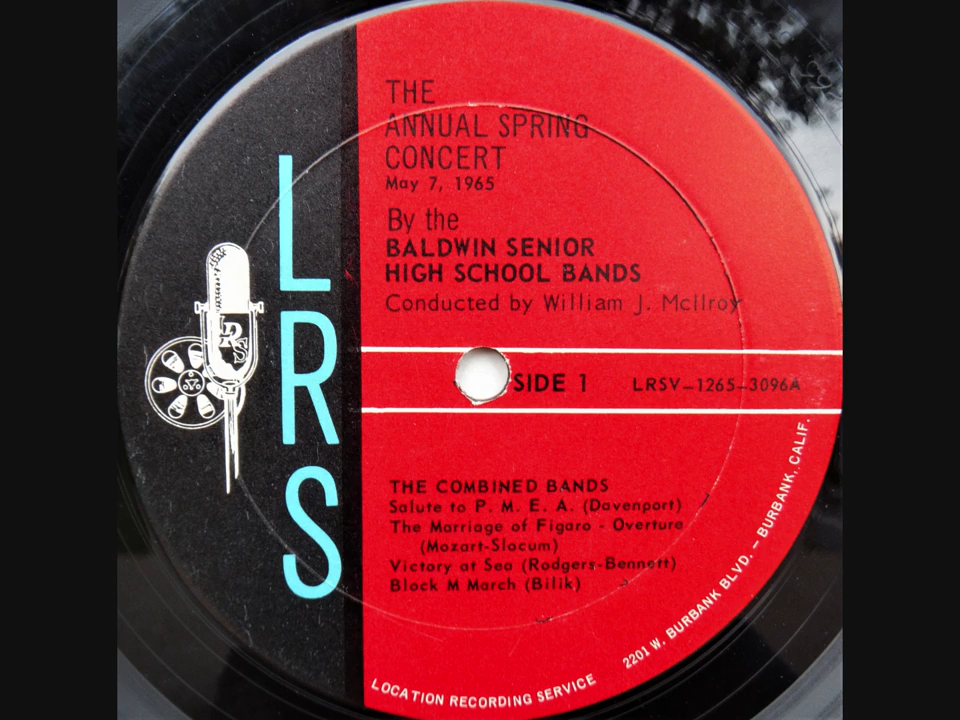 THE
ANNUAL SPRING
CONCERT
May 7, 1965
By the
BALDWIN SENIOR
HIGH SCHOOL BANDS
Conducted by William J. McIlroy
LRS
LRS
SIDE 1 LRSV-1265-3096A
THE COMBINED BANDS
Salute to P. M. E. A. (Davenport)
The Marriage of Figaro - Overture
(Mozart-Slocum)
Victory at Sea (Rodgers-Bennett)
Block M March (Bilik)
LOCATION RECORDING SERVICE
2201 W. BURBANK BLVD. – BURBANK, CALIF.